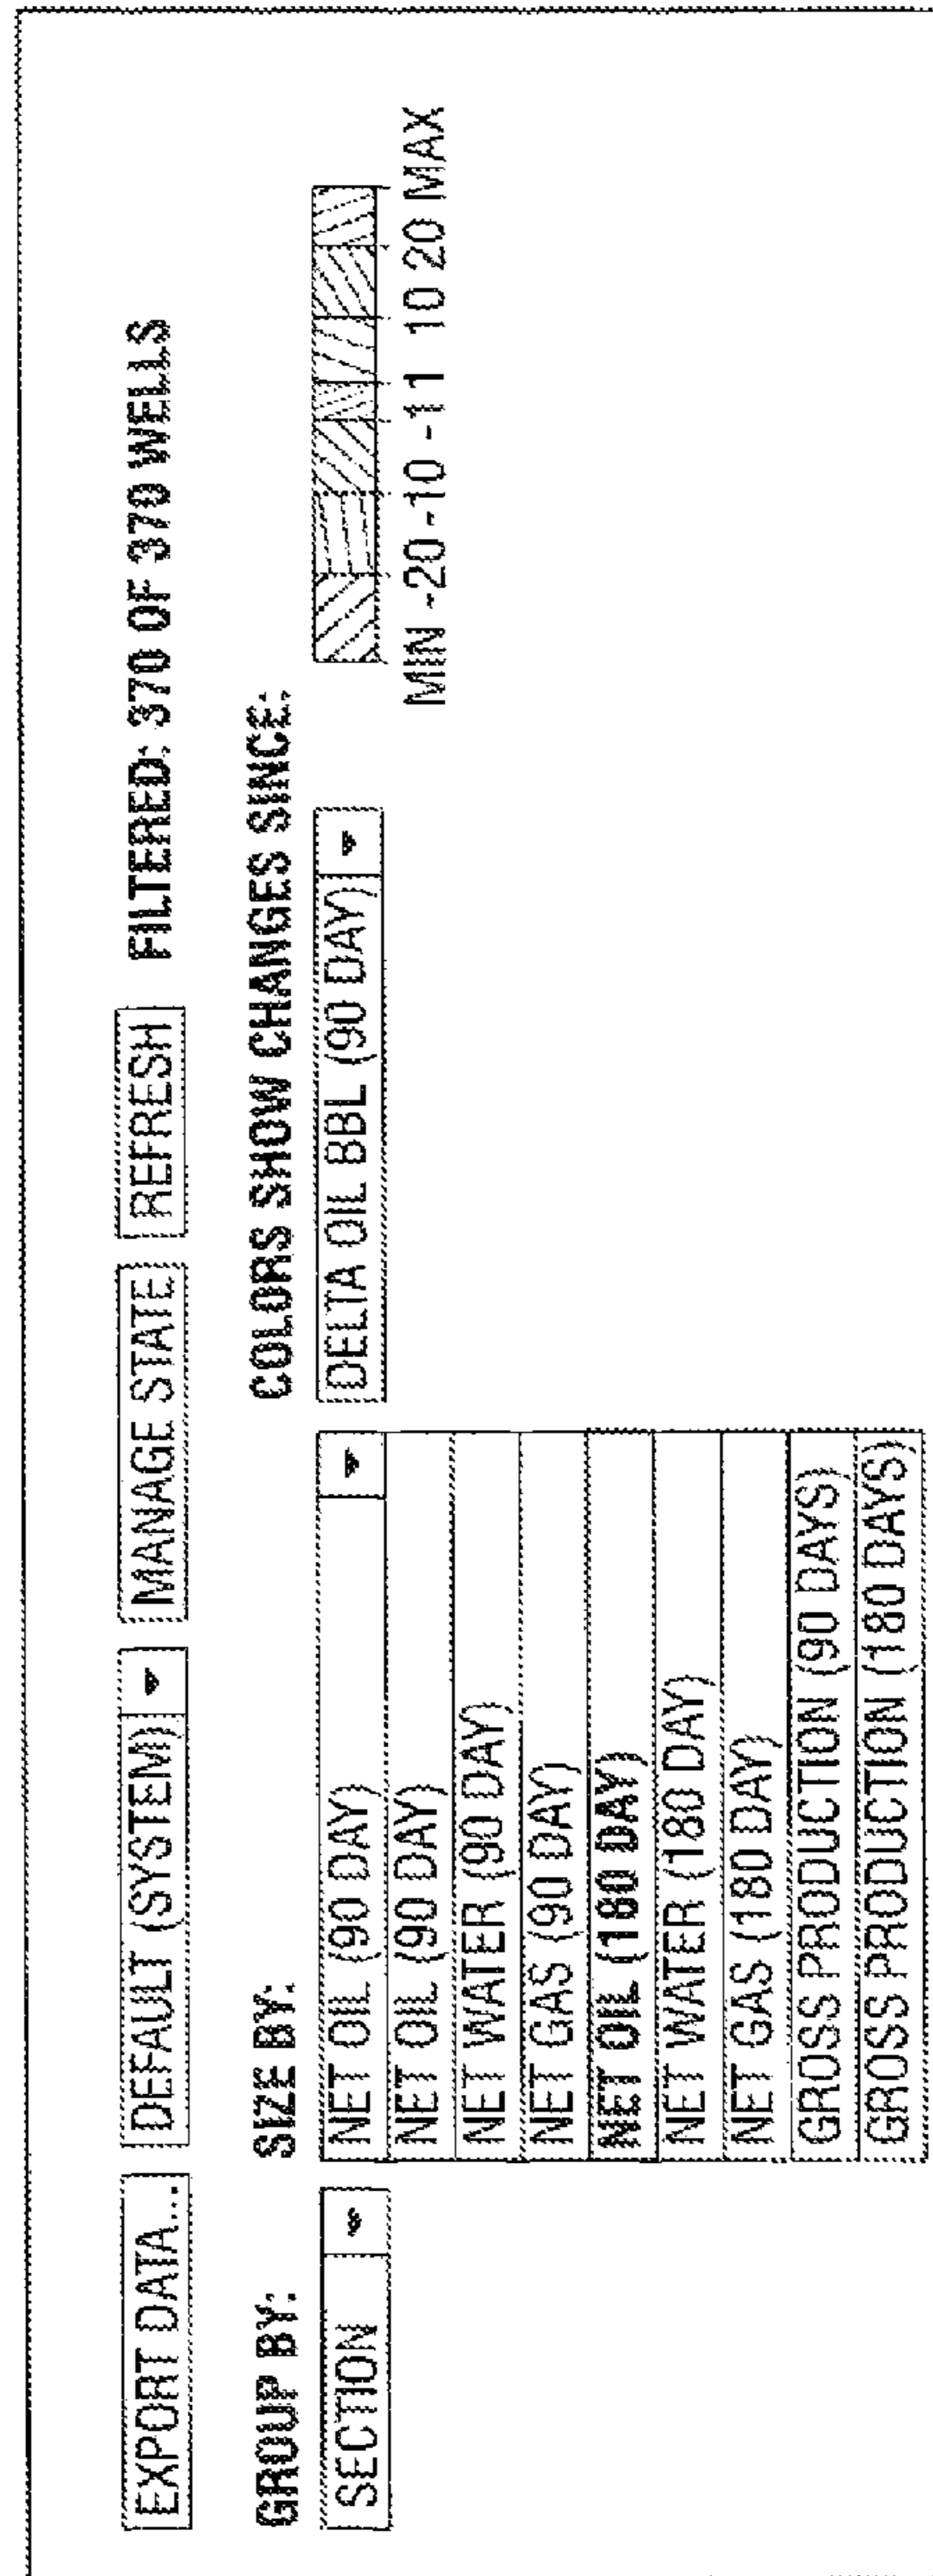 EXPORT DATA... DEFAULT (SYSTEM) MANAGE STATE REFRESH FILTERED: 370 OF 370 WELLS
GROUP BY: SIZE BY: COLORS SHOW CHANGES SINCE:
SECTION NET OIL (90 DAY) DELTA OIL BBL (90 DAY)
MIN -20 -10 -1 1 10 20 MAX
NET OIL (90 DAY)
NET WATER (90 DAY)
NET GAS (90 DAY)
NET OIL (180 DAY)
NET WATER (180 DAY)
NET GAS (180 DAY)
GROSS PRODUCTION (90 DAYS)
GROSS PRODUCTION (180 DAYS)